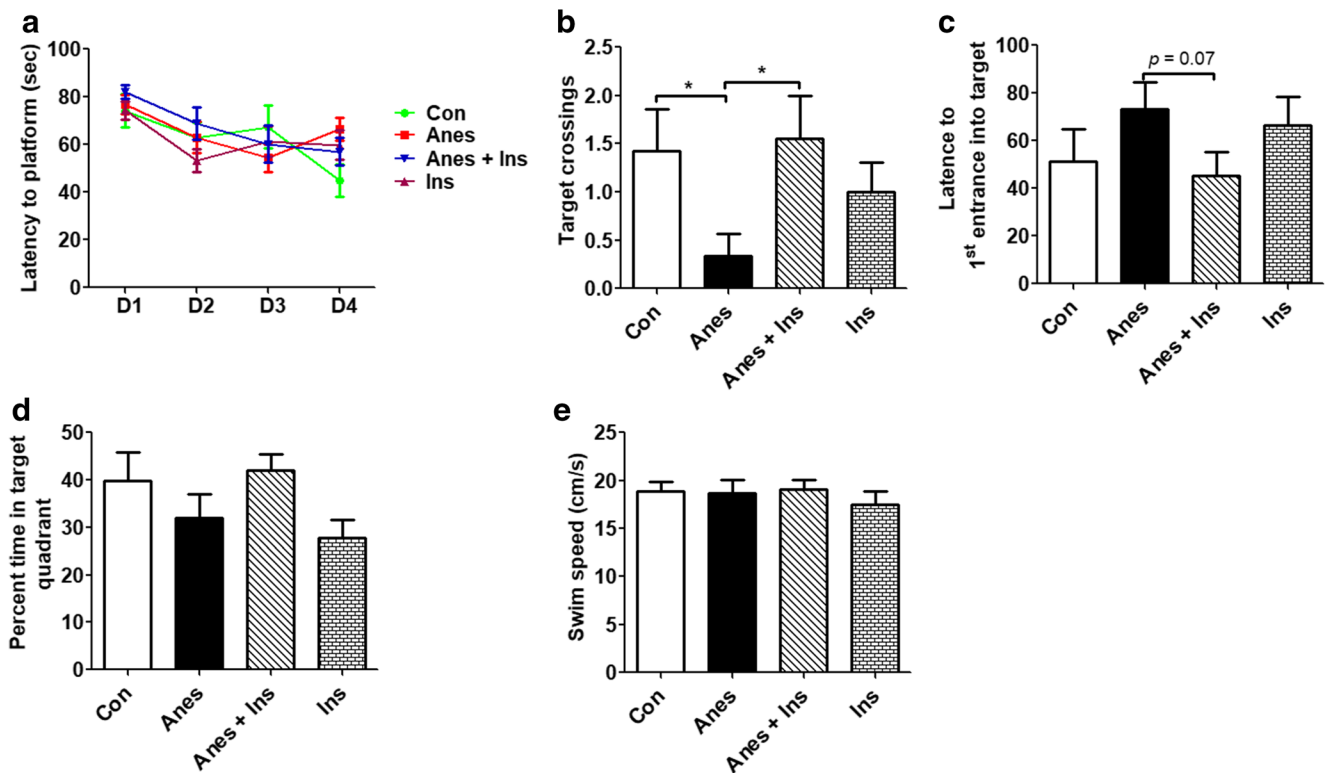 a
Latency to platform (sec)
100
80
60
40
20
0
D1 D2 D3 D4
Con
Anes
Anes + Ins
Ins
b
Target crossings
2.5
2.0
1.5
1.0
0.5
0.0
* *
Con Anes Anes + Ins Ins
c
Latence to
1st entrance into target
100
80
60
40
20
0
p = 0.07
Con Anes Anes + Ins Ins
d
Percent time in target
quadrant
50
40
30
20
10
0
Con Anes Anes + Ins Ins
e
Swim speed (cm/s)
25
20
15
10
5
0
Con Anes Anes + Ins Ins